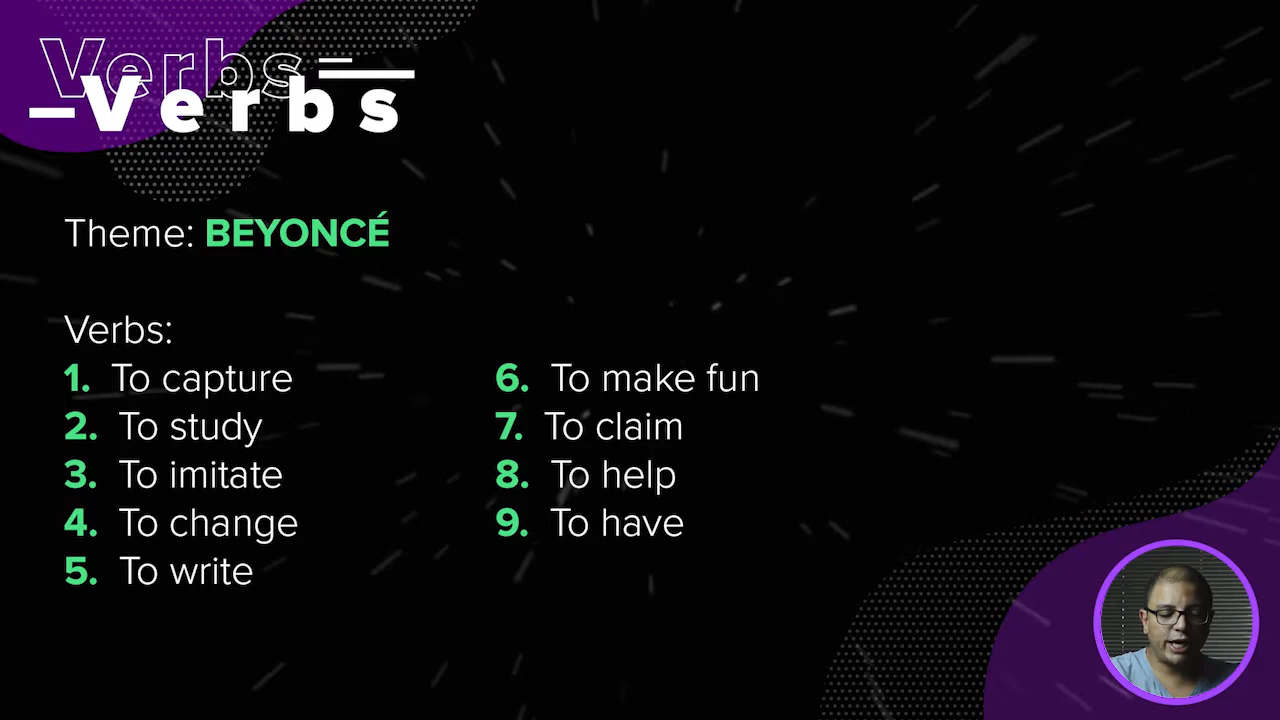 Verbs
Verbs
Theme: BEYONCÉ
Verbs:
1. To capture
2. To study
3. To imitate
4. To change
5. To write
6. To make fun
7. To claim
8. To help
9. To have